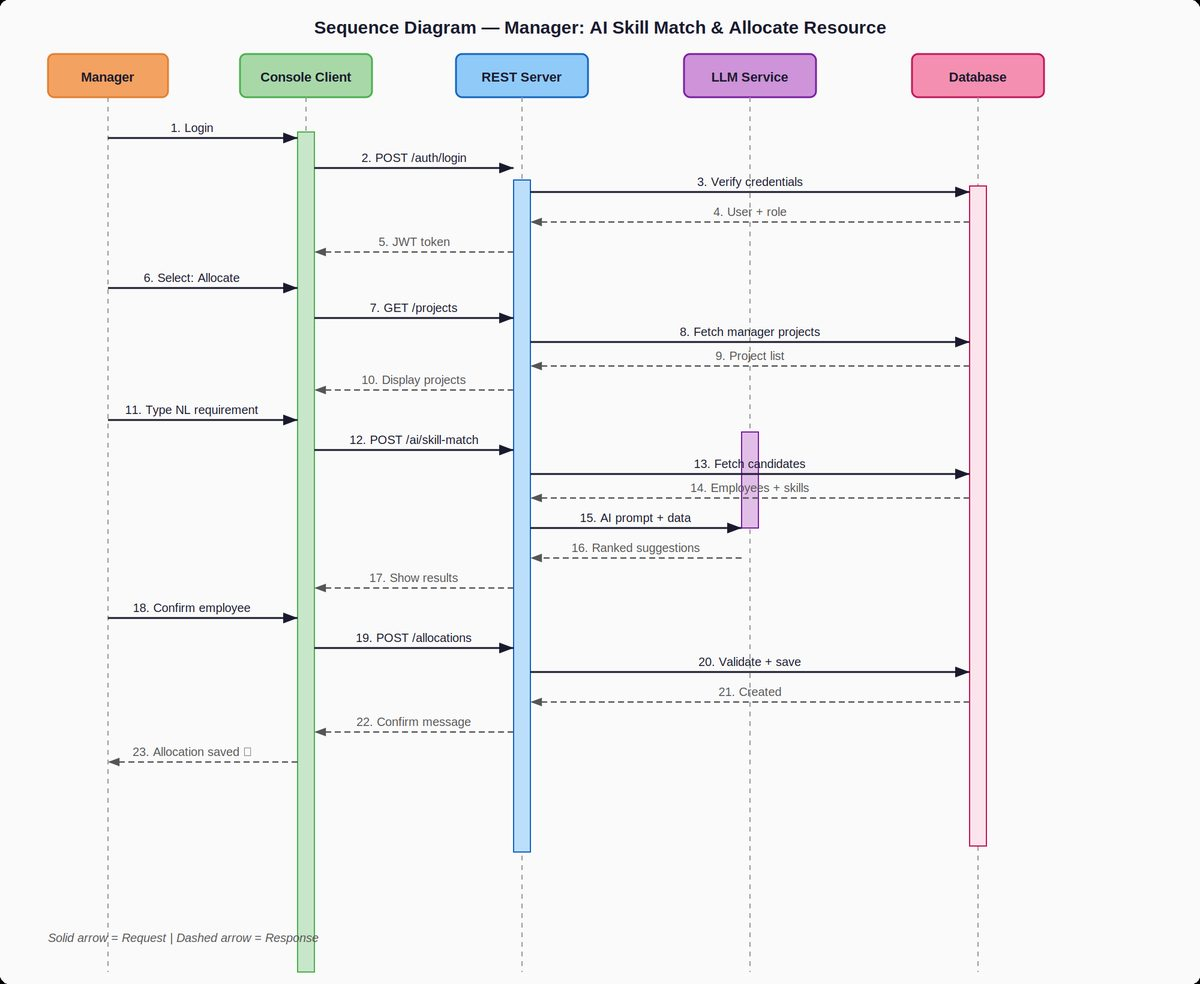 Sequence Diagram — Manager: AI Skill Match & Allocate Resource
Manager
Console Client
REST Server
LLM Service
Database
1. Login
2. POST /auth/login
3. Verify credentials
4. User + role
5. JWT token
6. Select: Allocate
7. GET /projects
8. Fetch manager projects
9. Project list
10. Display projects
11. Type NL requirement
12. POST /ai/skill-match
13. Fetch candidates
14. Employees + skills
15. AI prompt + data
16. Ranked suggestions
17. Show results
18. Confirm employee
19. POST /allocations
20. Validate + save
21. Created
22. Confirm message
23. Allocation saved
Solid arrow = Request | Dashed arrow = Response